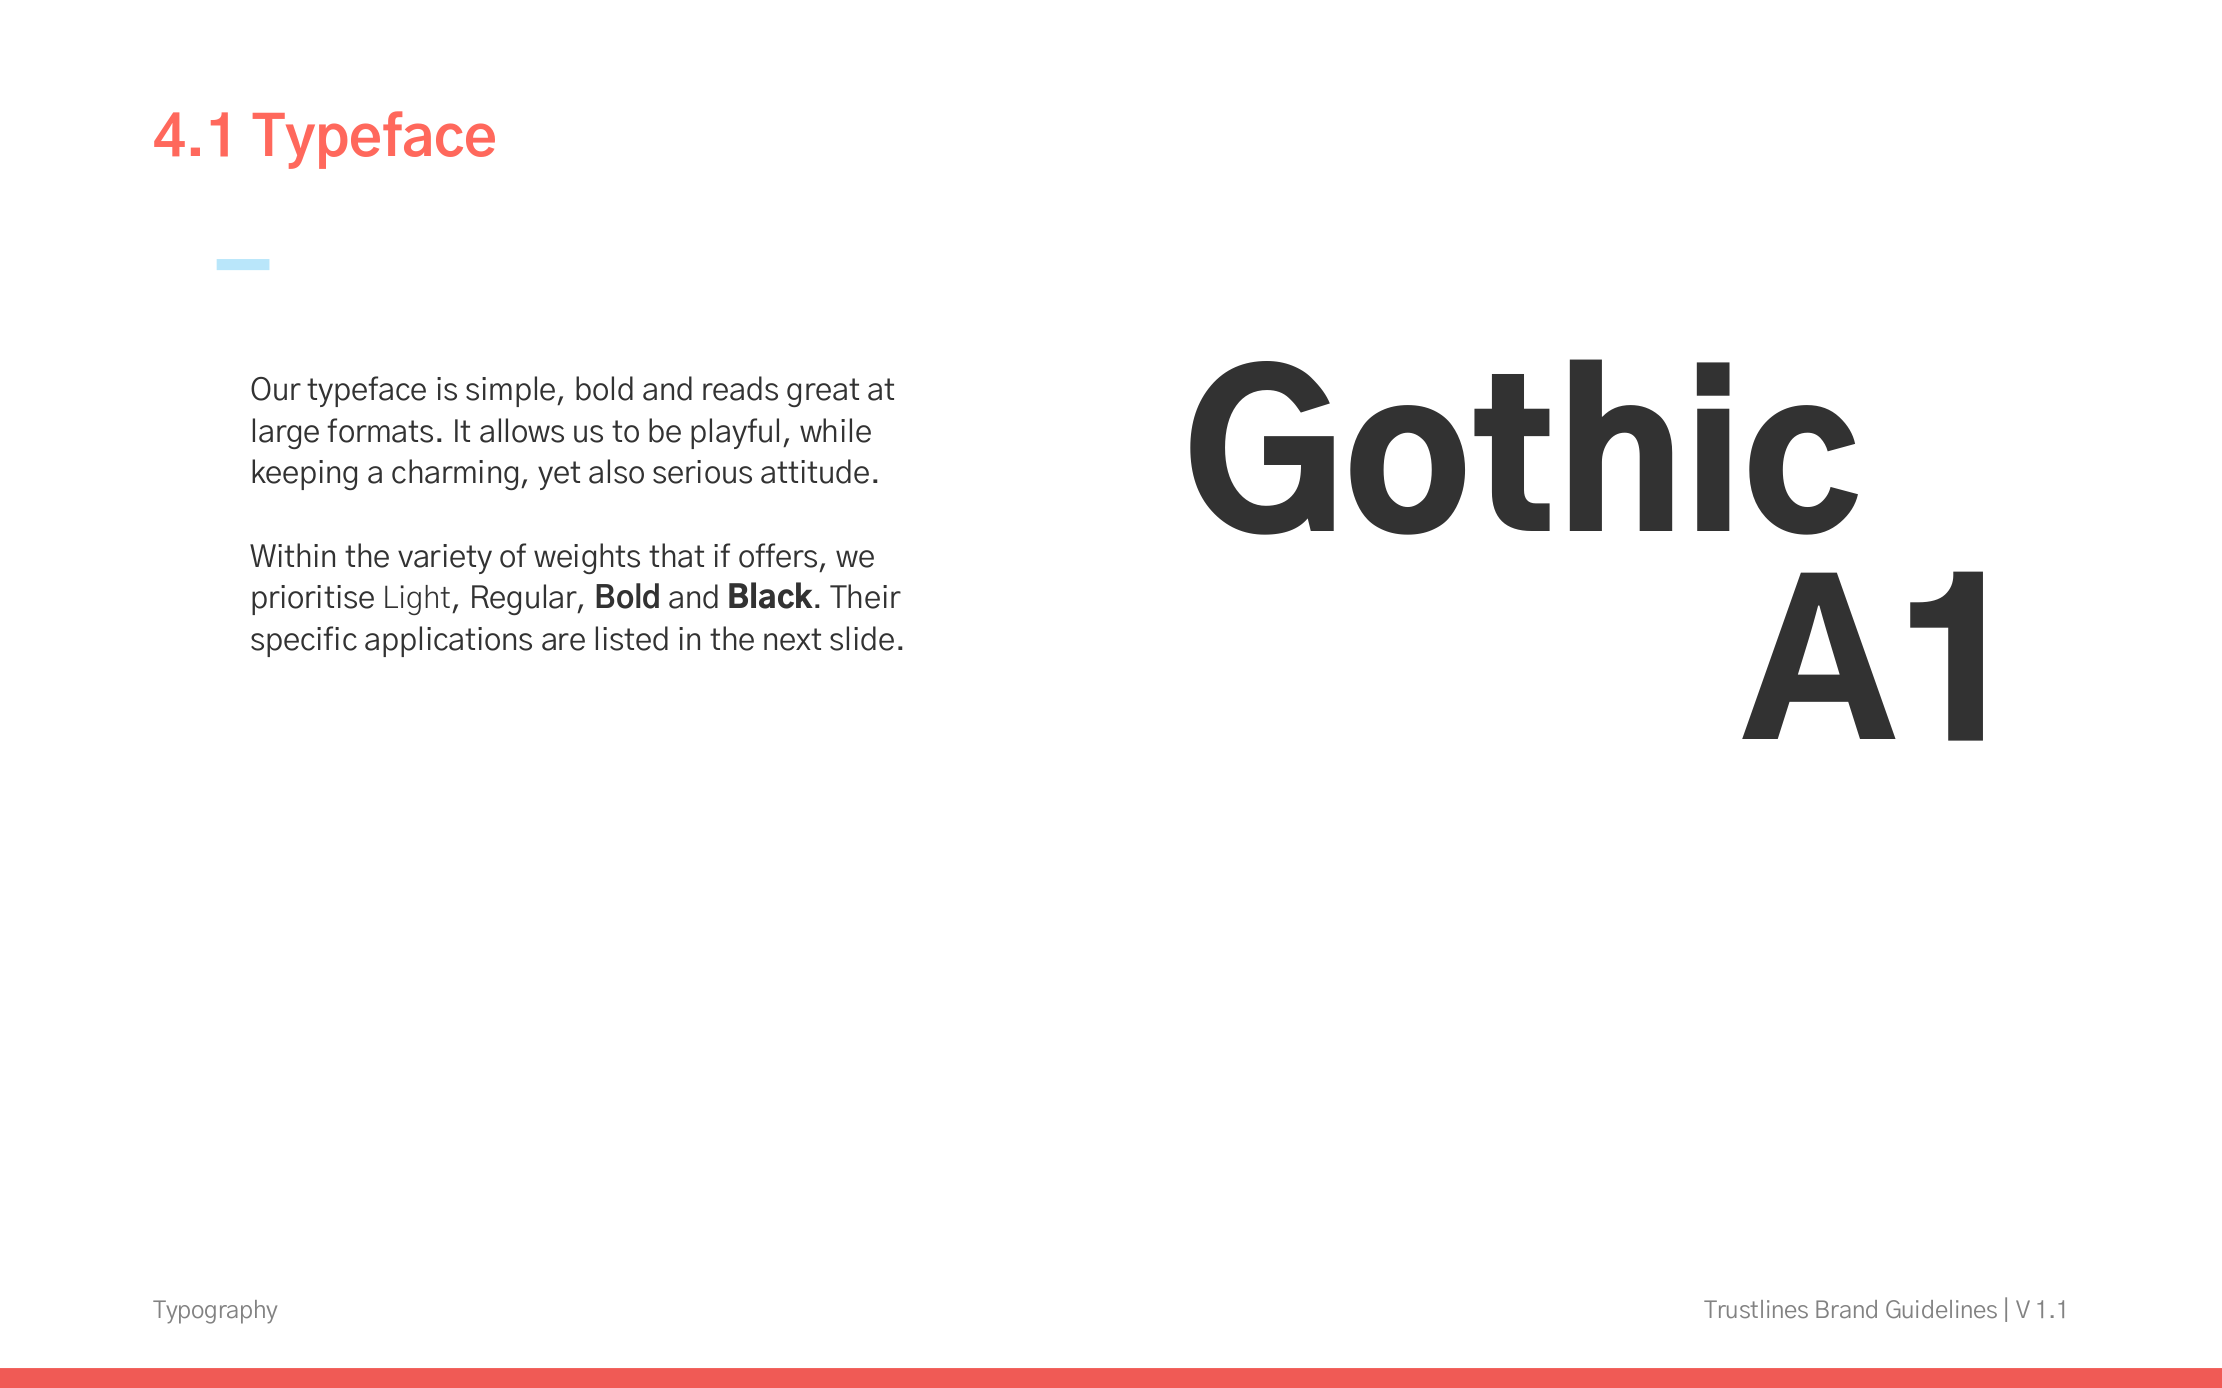 4.1 Typeface
Our typeface is simple, bold and reads great at
large formats. It allows us to be playful, while
keeping a charming, yet also serious attitude.
Within the variety of weights that if offers, we
prioritise Light, Regular, Bold and Black. Their
specific applications are listed in the next slide.
Gothic
A1
Typography
Trustlines Brand Guidelines | V 1.1